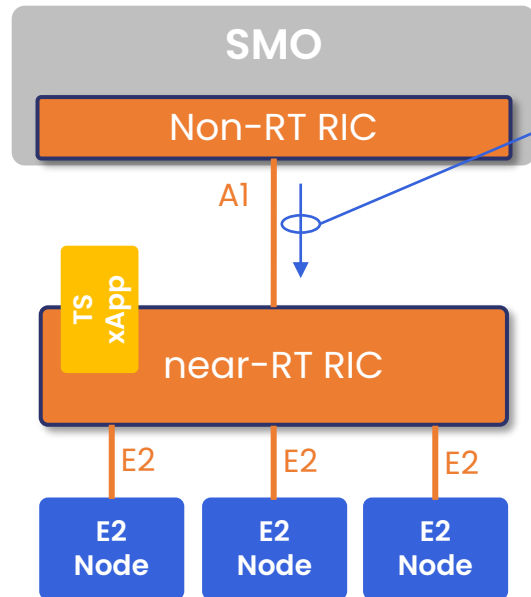 SMO
Non-RT RIC
A1
TS
xApp
near-RT RIC
E2
E2
E2
E2
Node
E2
Node
E2
Node